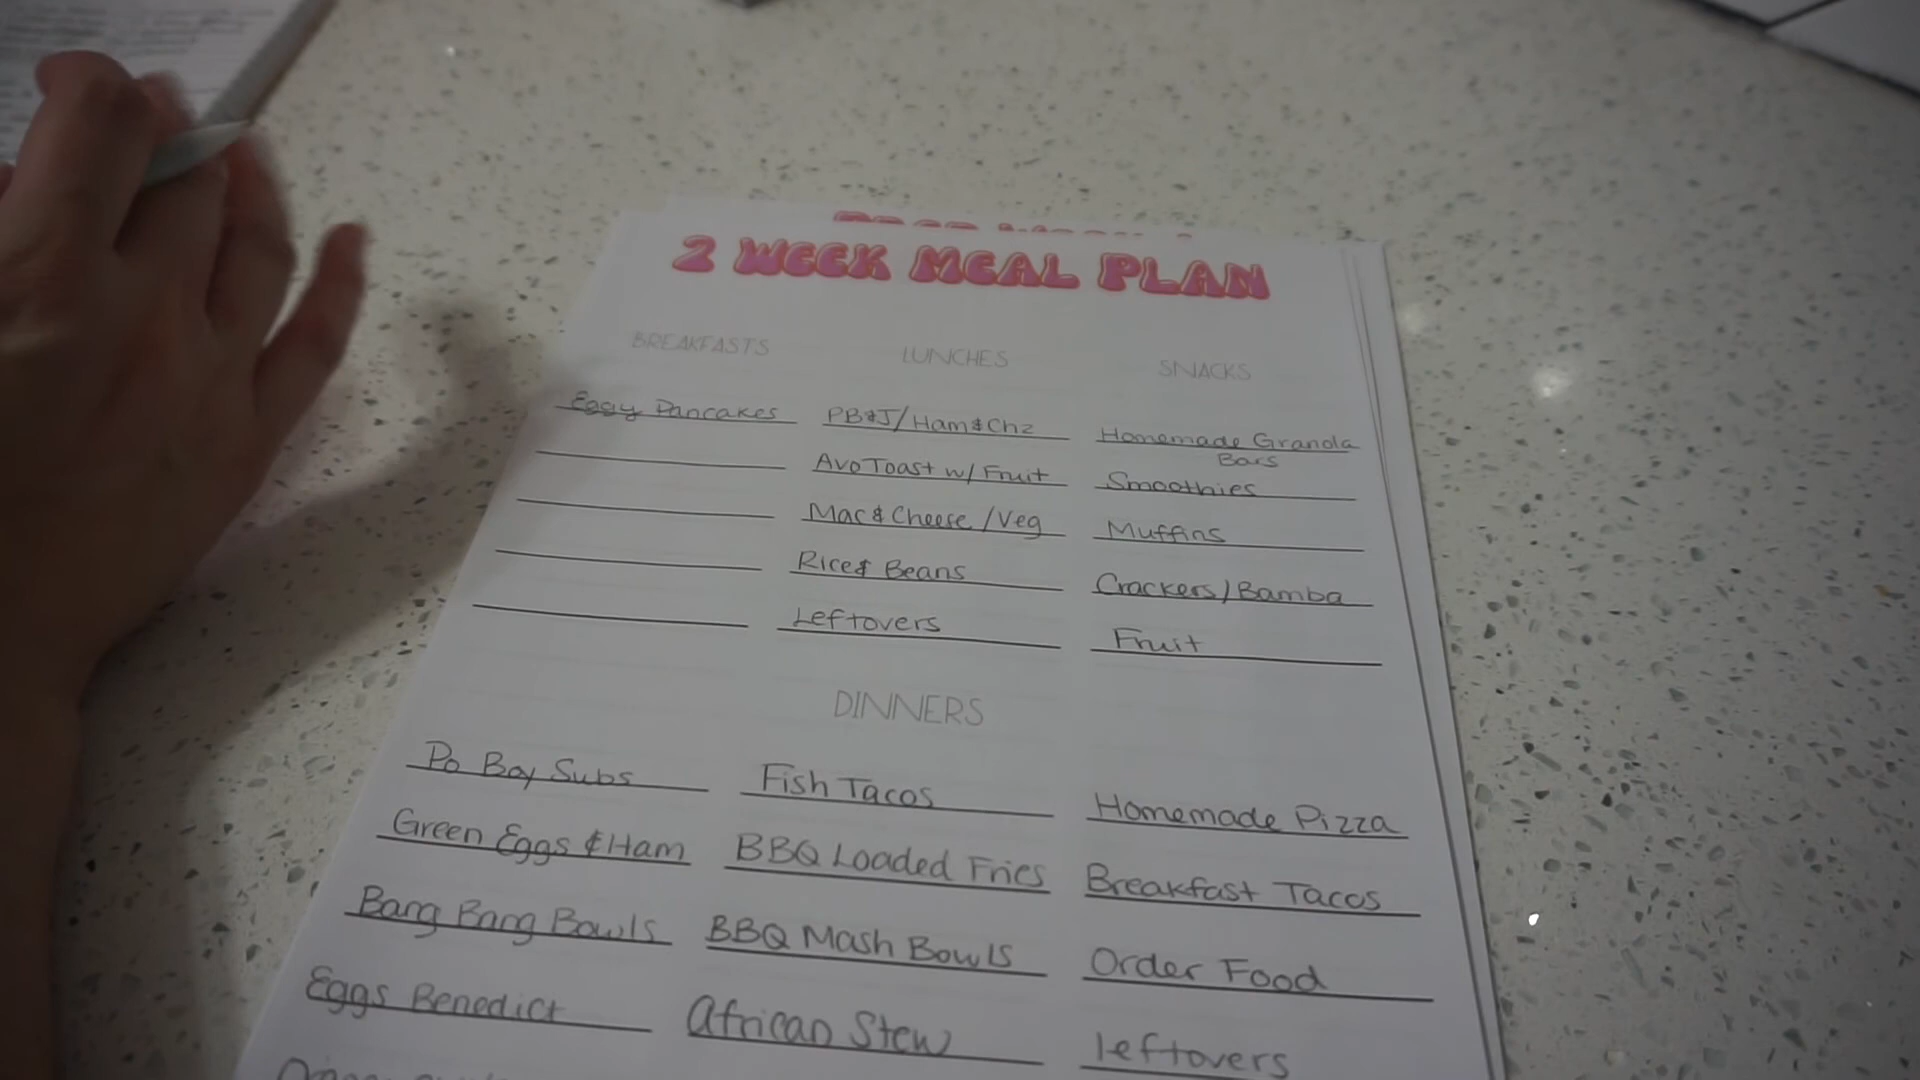 2 WEEK MEAL PLAN
BREAKFASTS LUNCHES SNACKS
Eggy Pancakes PB&J/Ham&Chz Homemade Granola
Bars
Avo Toast w/ Fruit Smoothies
Mac & Cheese /Veg Muffins
Rice & Beans Crackers/Bamba
Leftovers Fruit
DINNERS
Po Boy Subs Fish Tacos Homemade Pizza
Green Eggs & Ham BBQ Loaded Fries Breakfast Tacos
Bang Bang Bowls BBQ Mash Bowls Order Food
Eggs Benedict African Stew leftovers